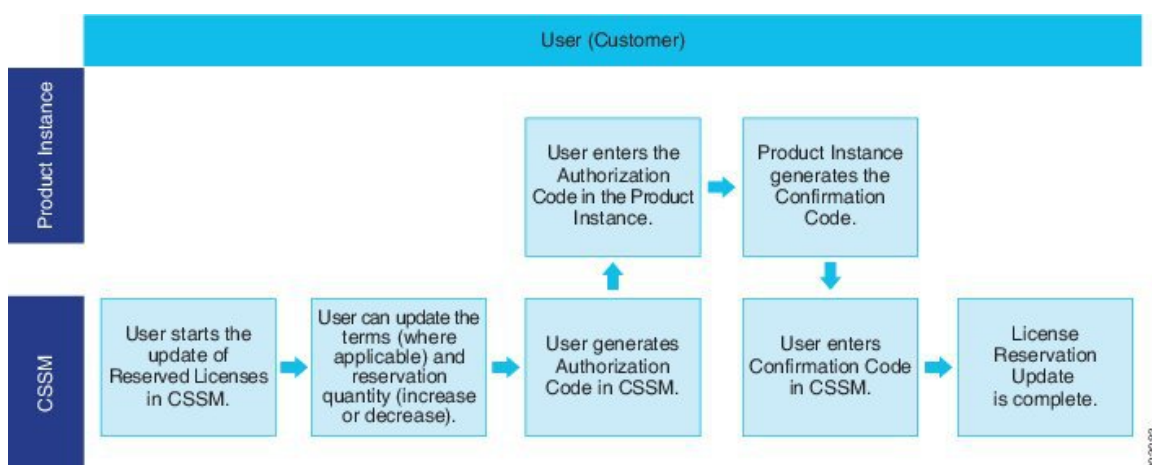 User (Customer)
Product Instance
User enters the
Authorization
Code in the Product
Instance.
Product Instance
generates the
Confirmation
Code.
CSSM
User starts the
update of
Reserved Licenses
in CSSM.
User can update the
terms (where
applicable) and
reservation
quantity (increase
or decrease).
User generates
Authorization
Code in CSSM.
User enters
Confirmation Code
in CSSM.
License
Reservation
Update
is complete.